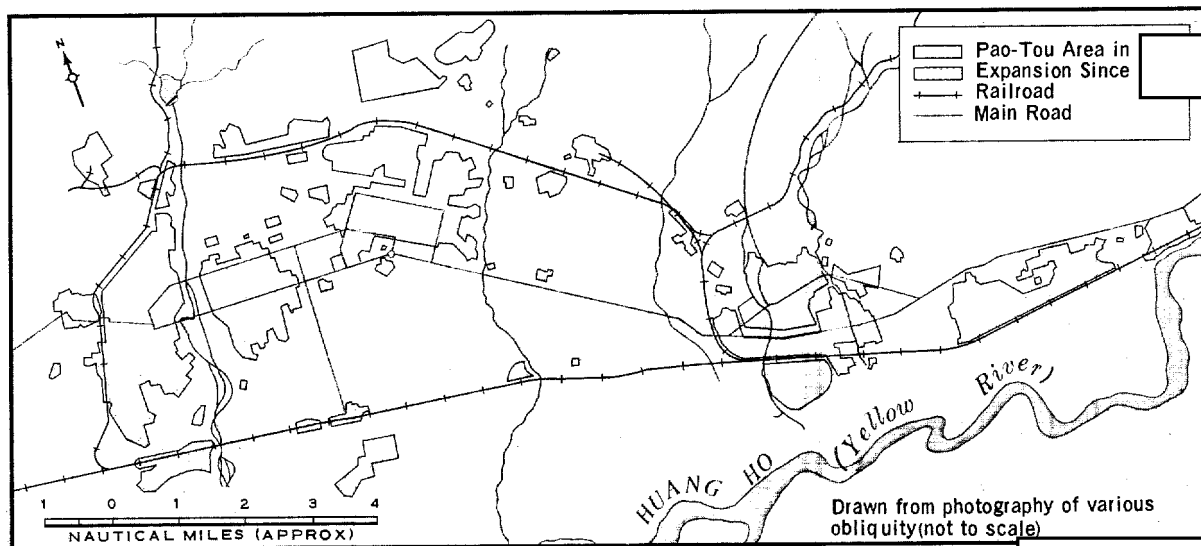 N
Pao-Tou Area in
Expansion Since
Railroad
Main Road
HUANG HO (Yellow River)
Drawn from photography of various
obliquity(not to scale)
1 0 1 2 3 4
NAUTICAL MILES (APPROX)